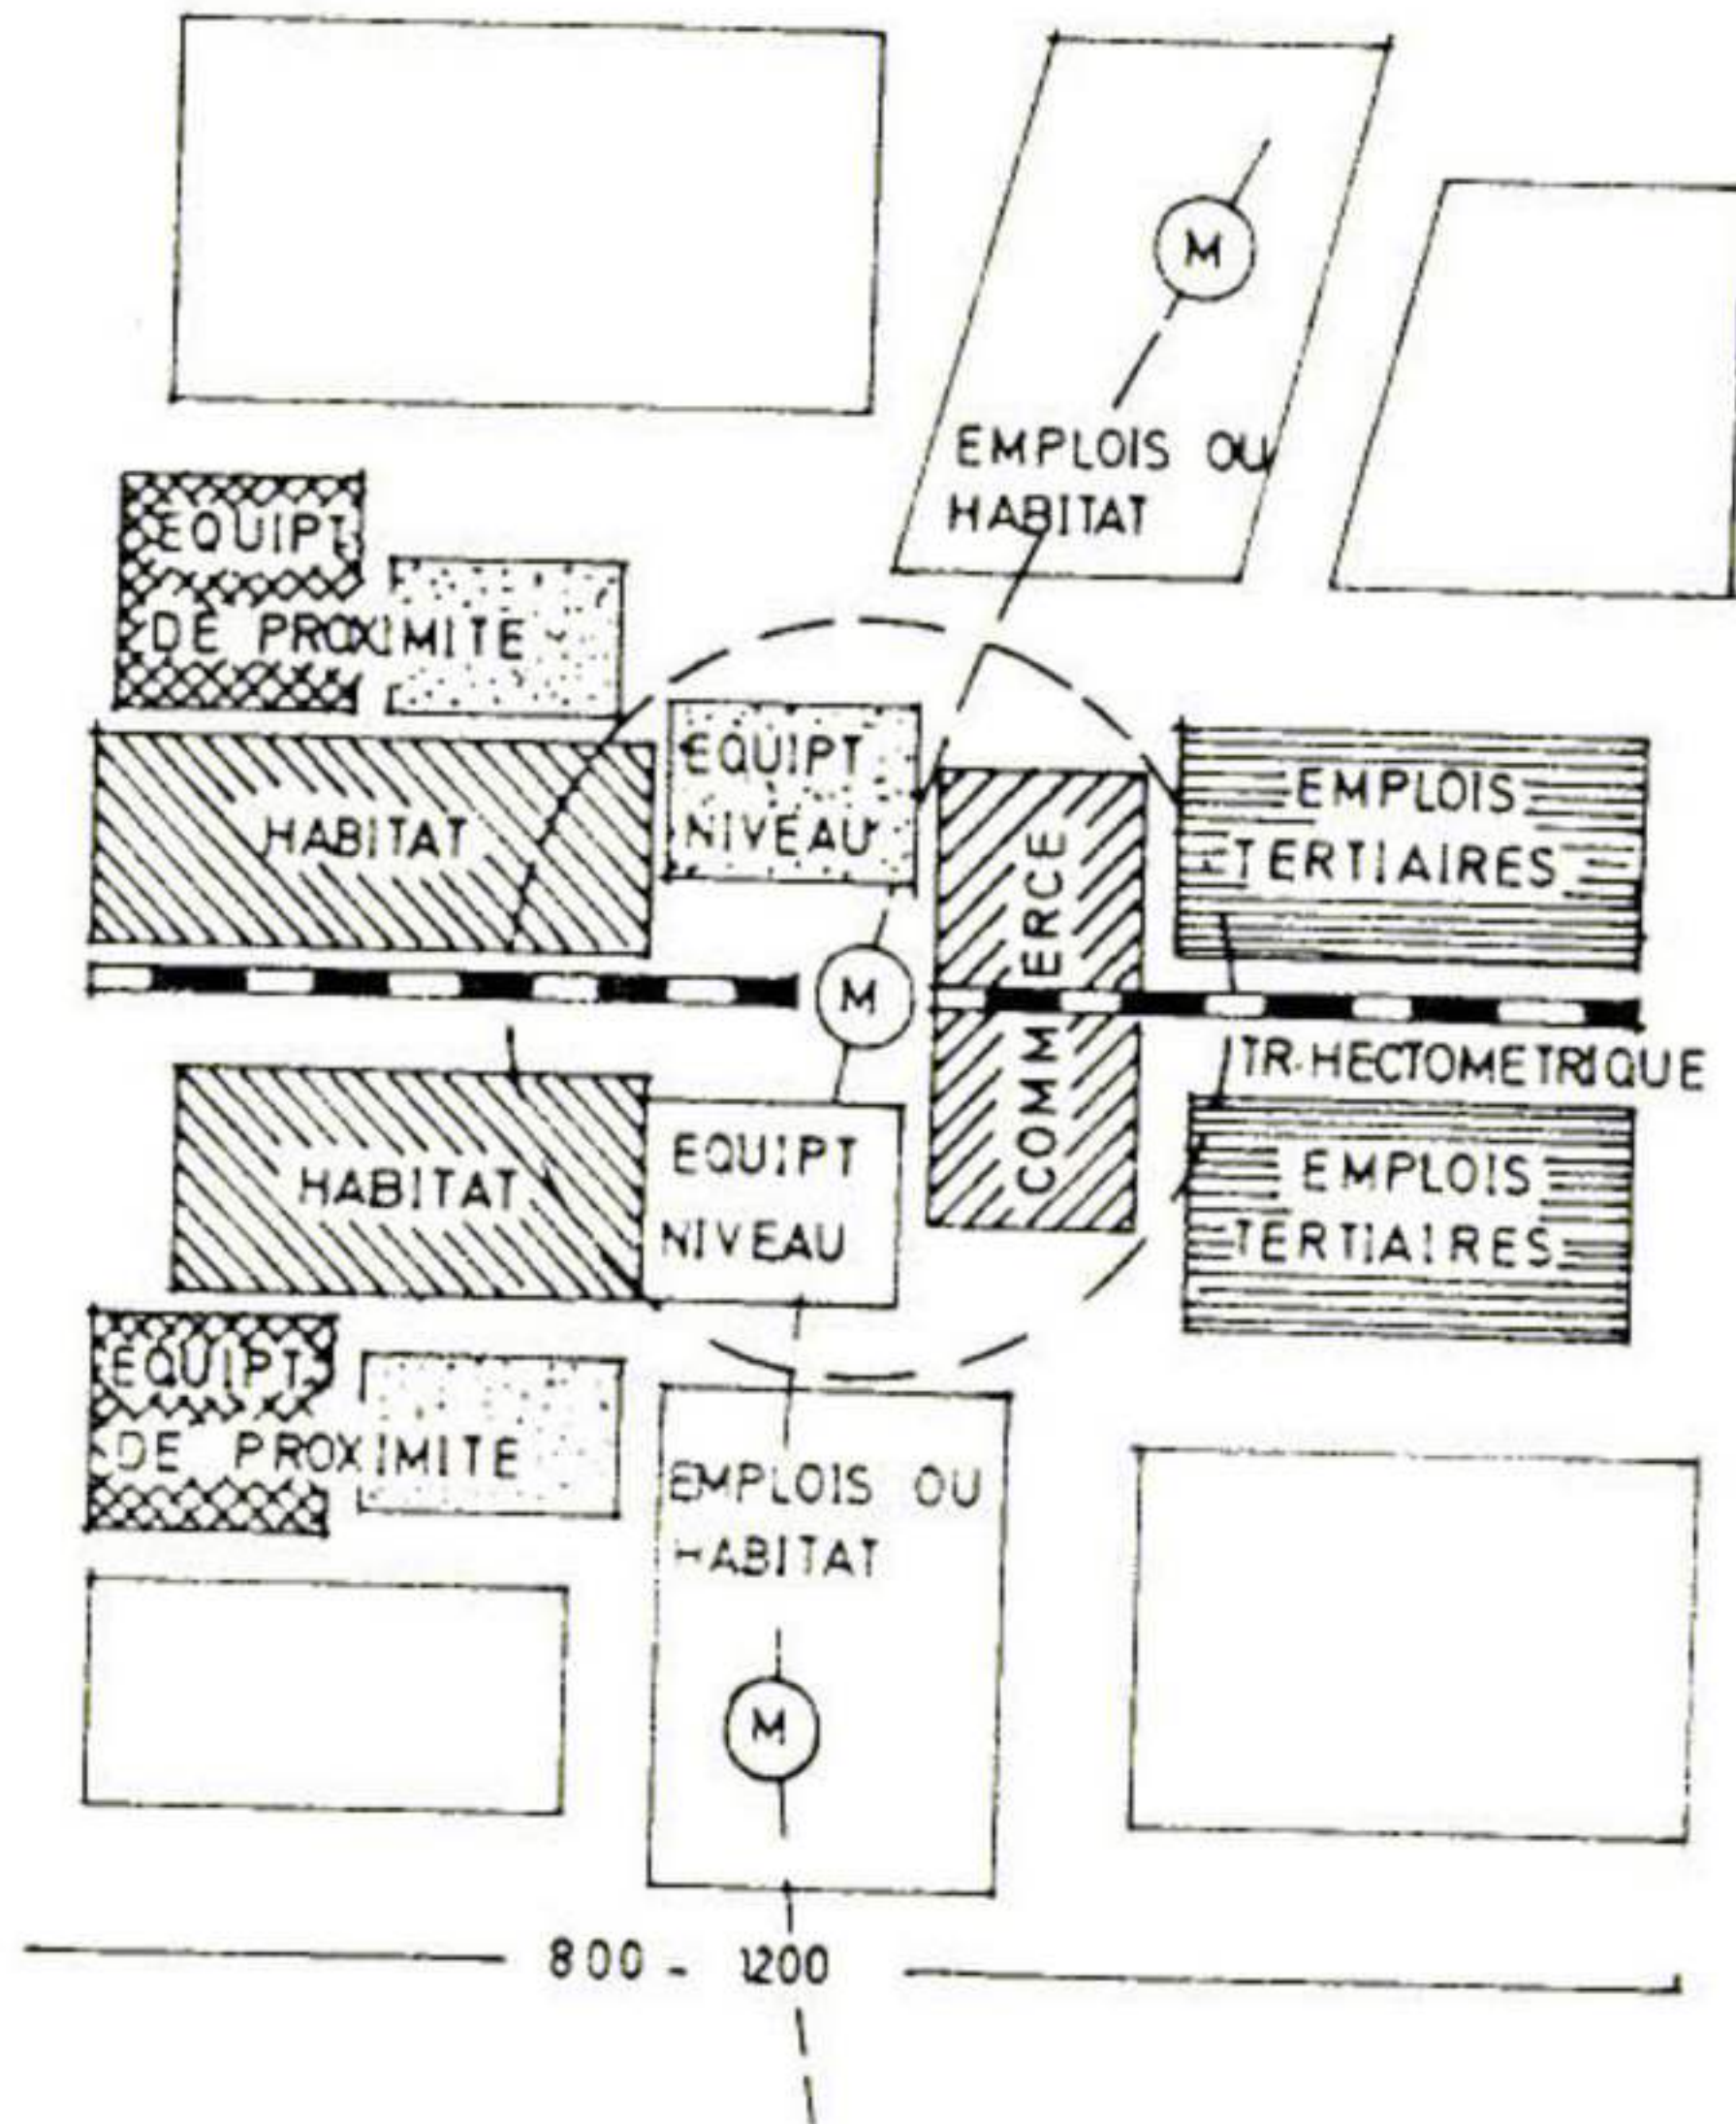 M
EMPLOIS OU
HABITAT
EQUIPT
DE PROXIMITE
EQUIPT
NIVEAU
HABITAT
COMMERCE
EMPLOIS
TERTIAIRES
M
TR.HECTOMETRIQUE
HABITAT
EQUIPT
NIVEAU
EMPLOIS
TERTIAIRES
EQUIPT
DE PROXIMITE
EMPLOIS OU
HABITAT
M
800 - 1200